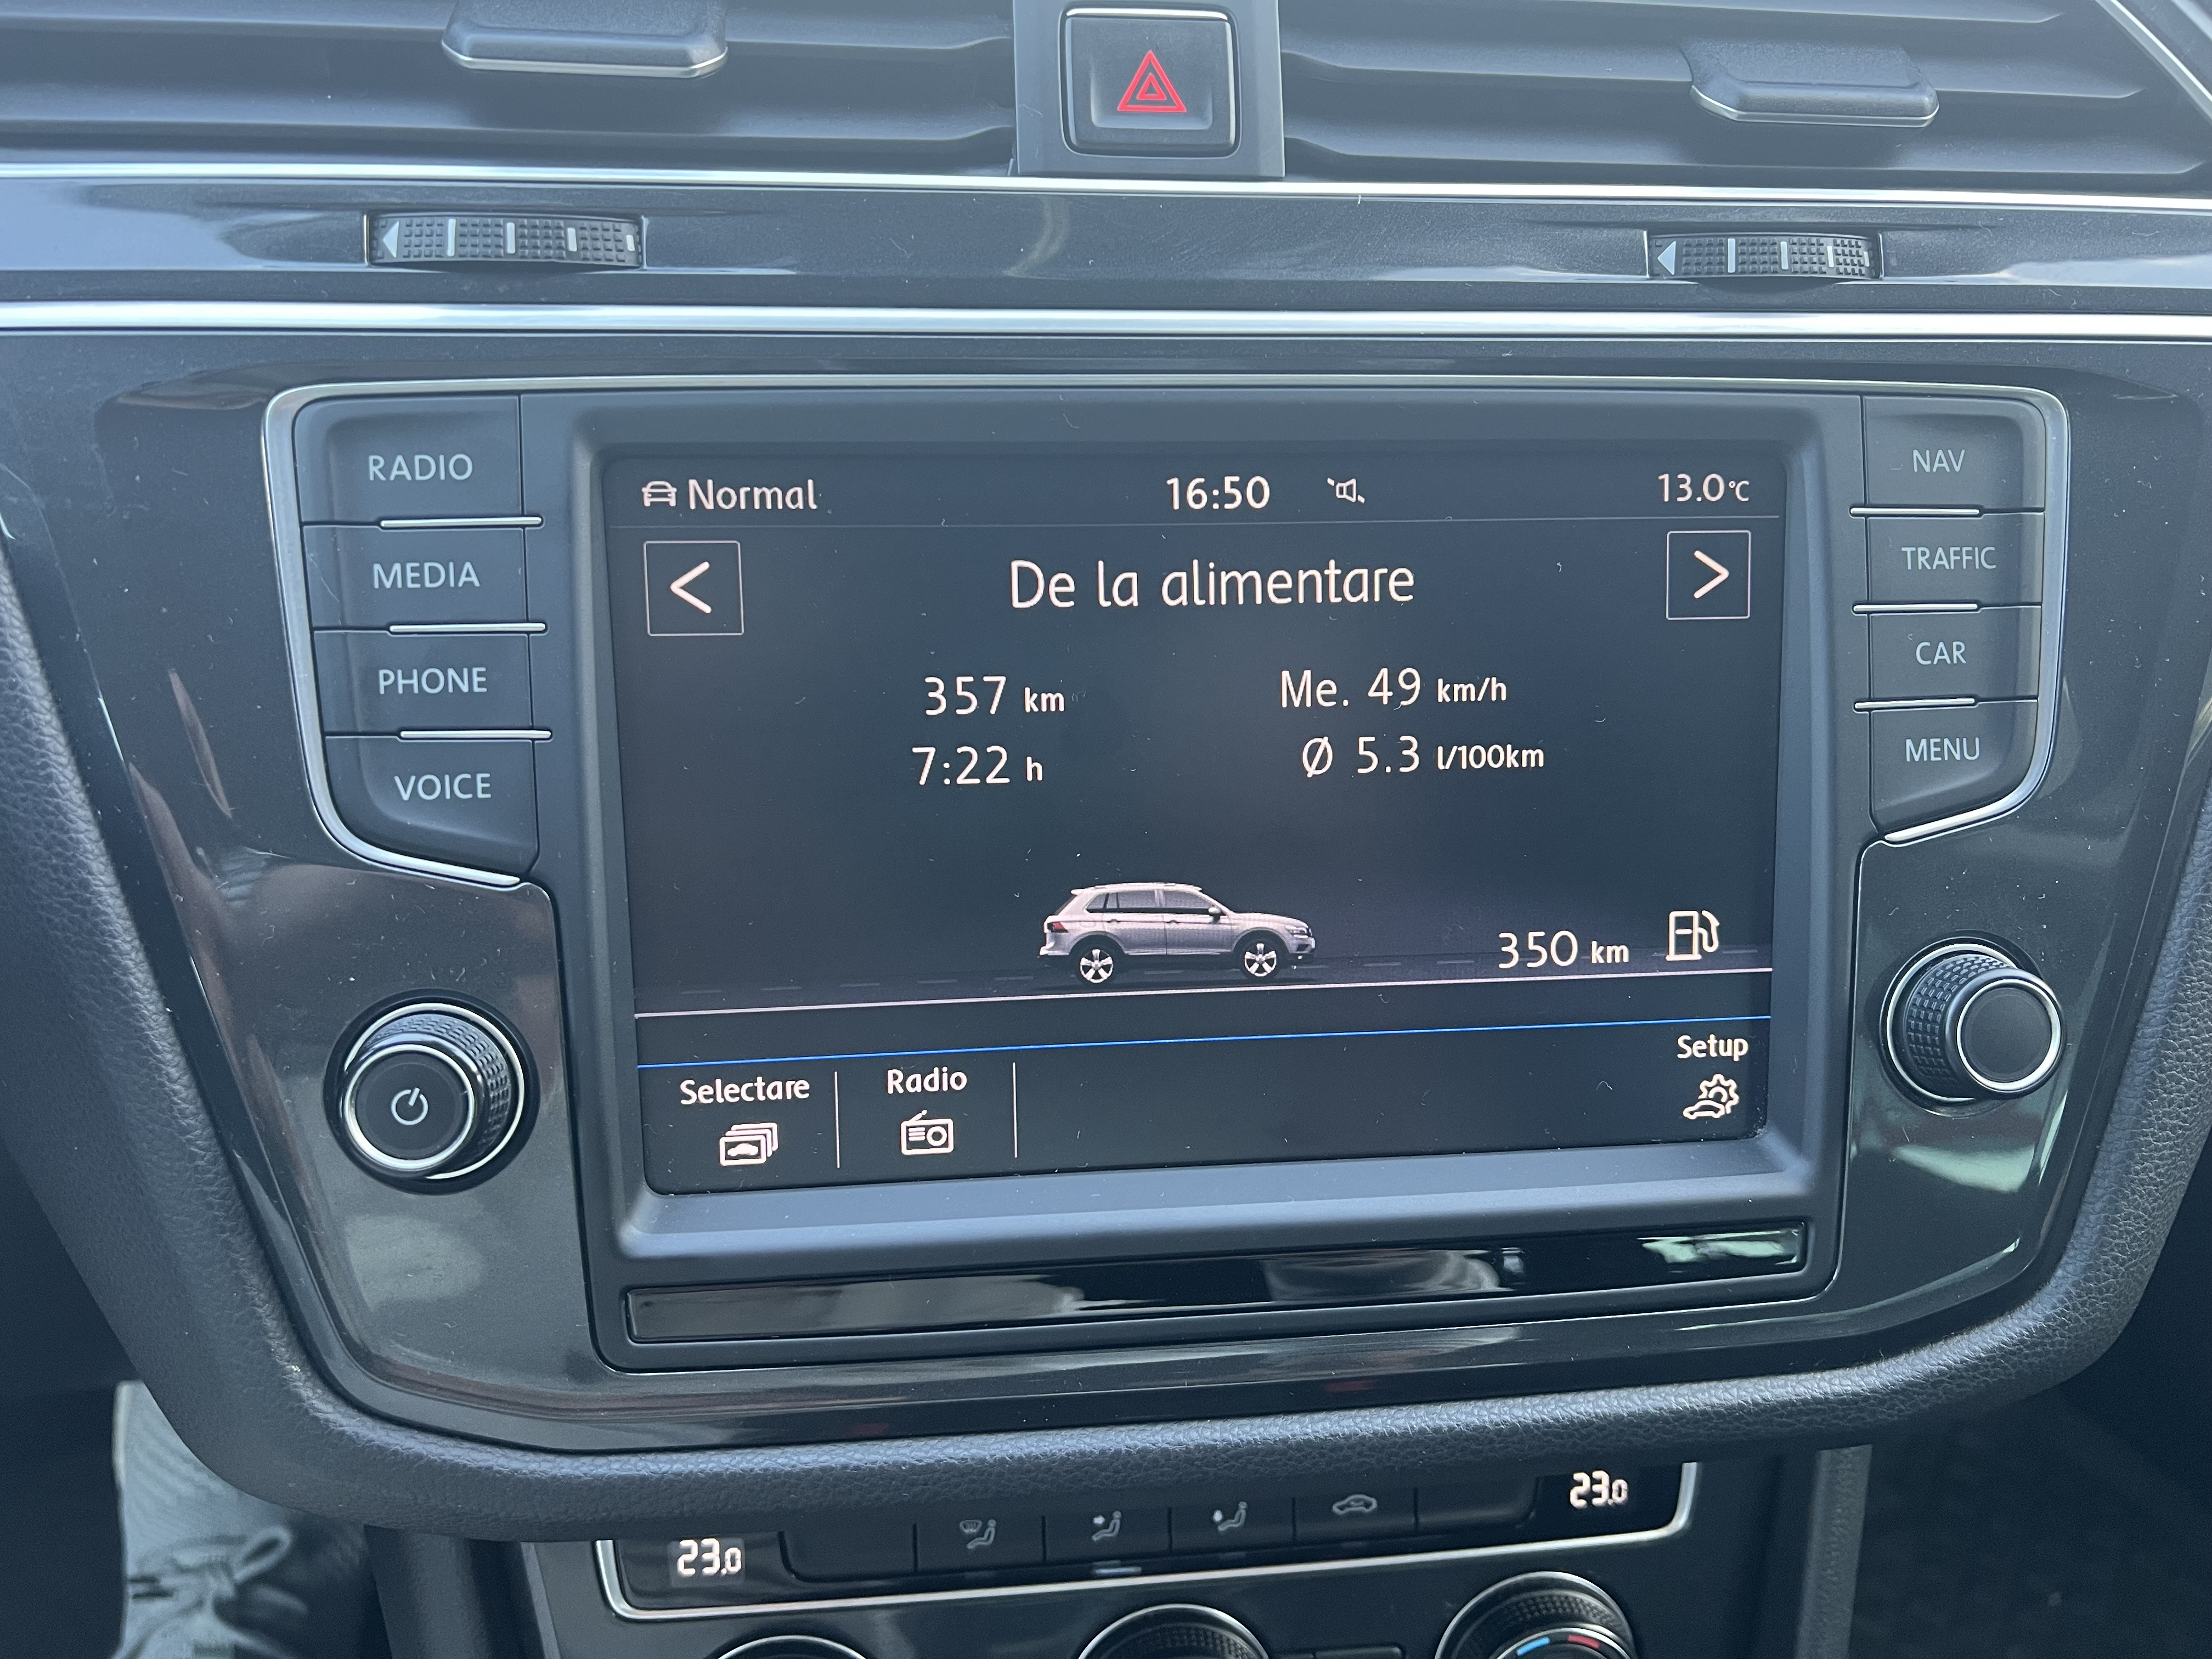 RADIO
MEDIA
PHONE
VOICE
Normal 16:50 13.0°C
< De la alimentare >
357 km Me. 49 km/h
7:22 h Ø 5.3 l/100km
350 km
Selectare Radio Setup
NAV
TRAFFIC
CAR
MENU
23.0 23.0